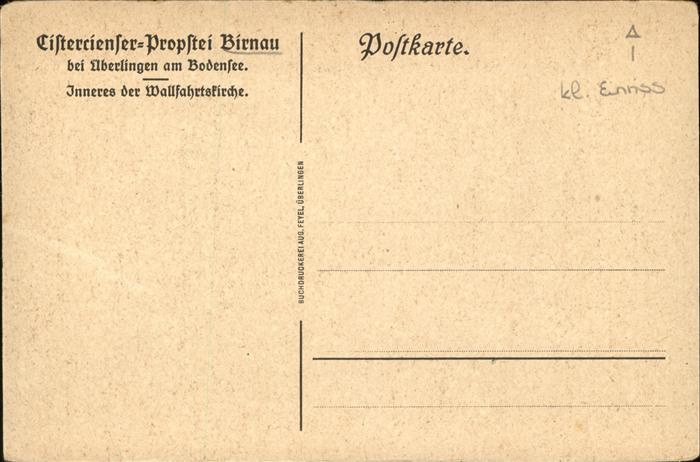 Cistercienser-Propstei Birnau
bei Überlingen am Bodensee.
Inneres der Wallfahrtskirche.
Postkarte.
kl. Einriss
BUCHDRUCKEREI AUG. FEYEL, ÜBERLINGEN